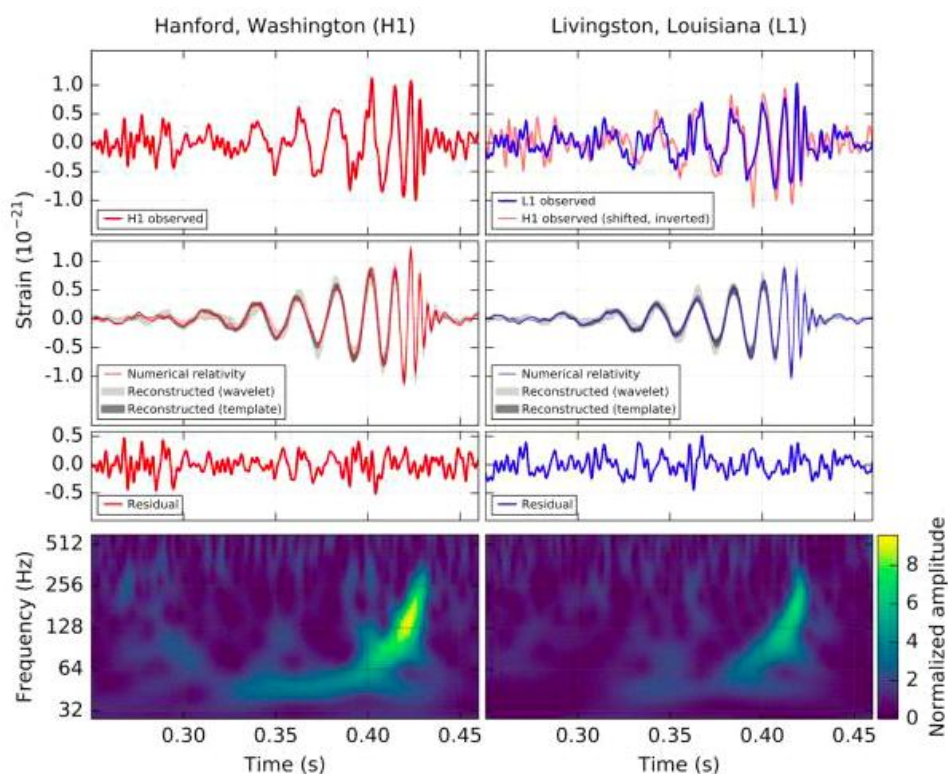 Hanford, Washington (H1)
Livingston, Louisiana (L1)
Strain (10⁻²¹)
1.0
0.5
0.0
-0.5
-1.0
H1 observed
L1 observed
H1 observed (shifted, inverted)
1.0
0.5
0.0
-0.5
-1.0
Numerical relativity
Reconstructed (wavelet)
Reconstructed (template)
Numerical relativity
Reconstructed (wavelet)
Reconstructed (template)
0.5
0.0
-0.5
Residual
Residual
Frequency (Hz)
512
256
128
64
32
0.30
0.35
0.40
0.45
Time (s)
0.30
0.35
0.40
0.45
Time (s)
8
6
4
2
0
Normalized amplitude